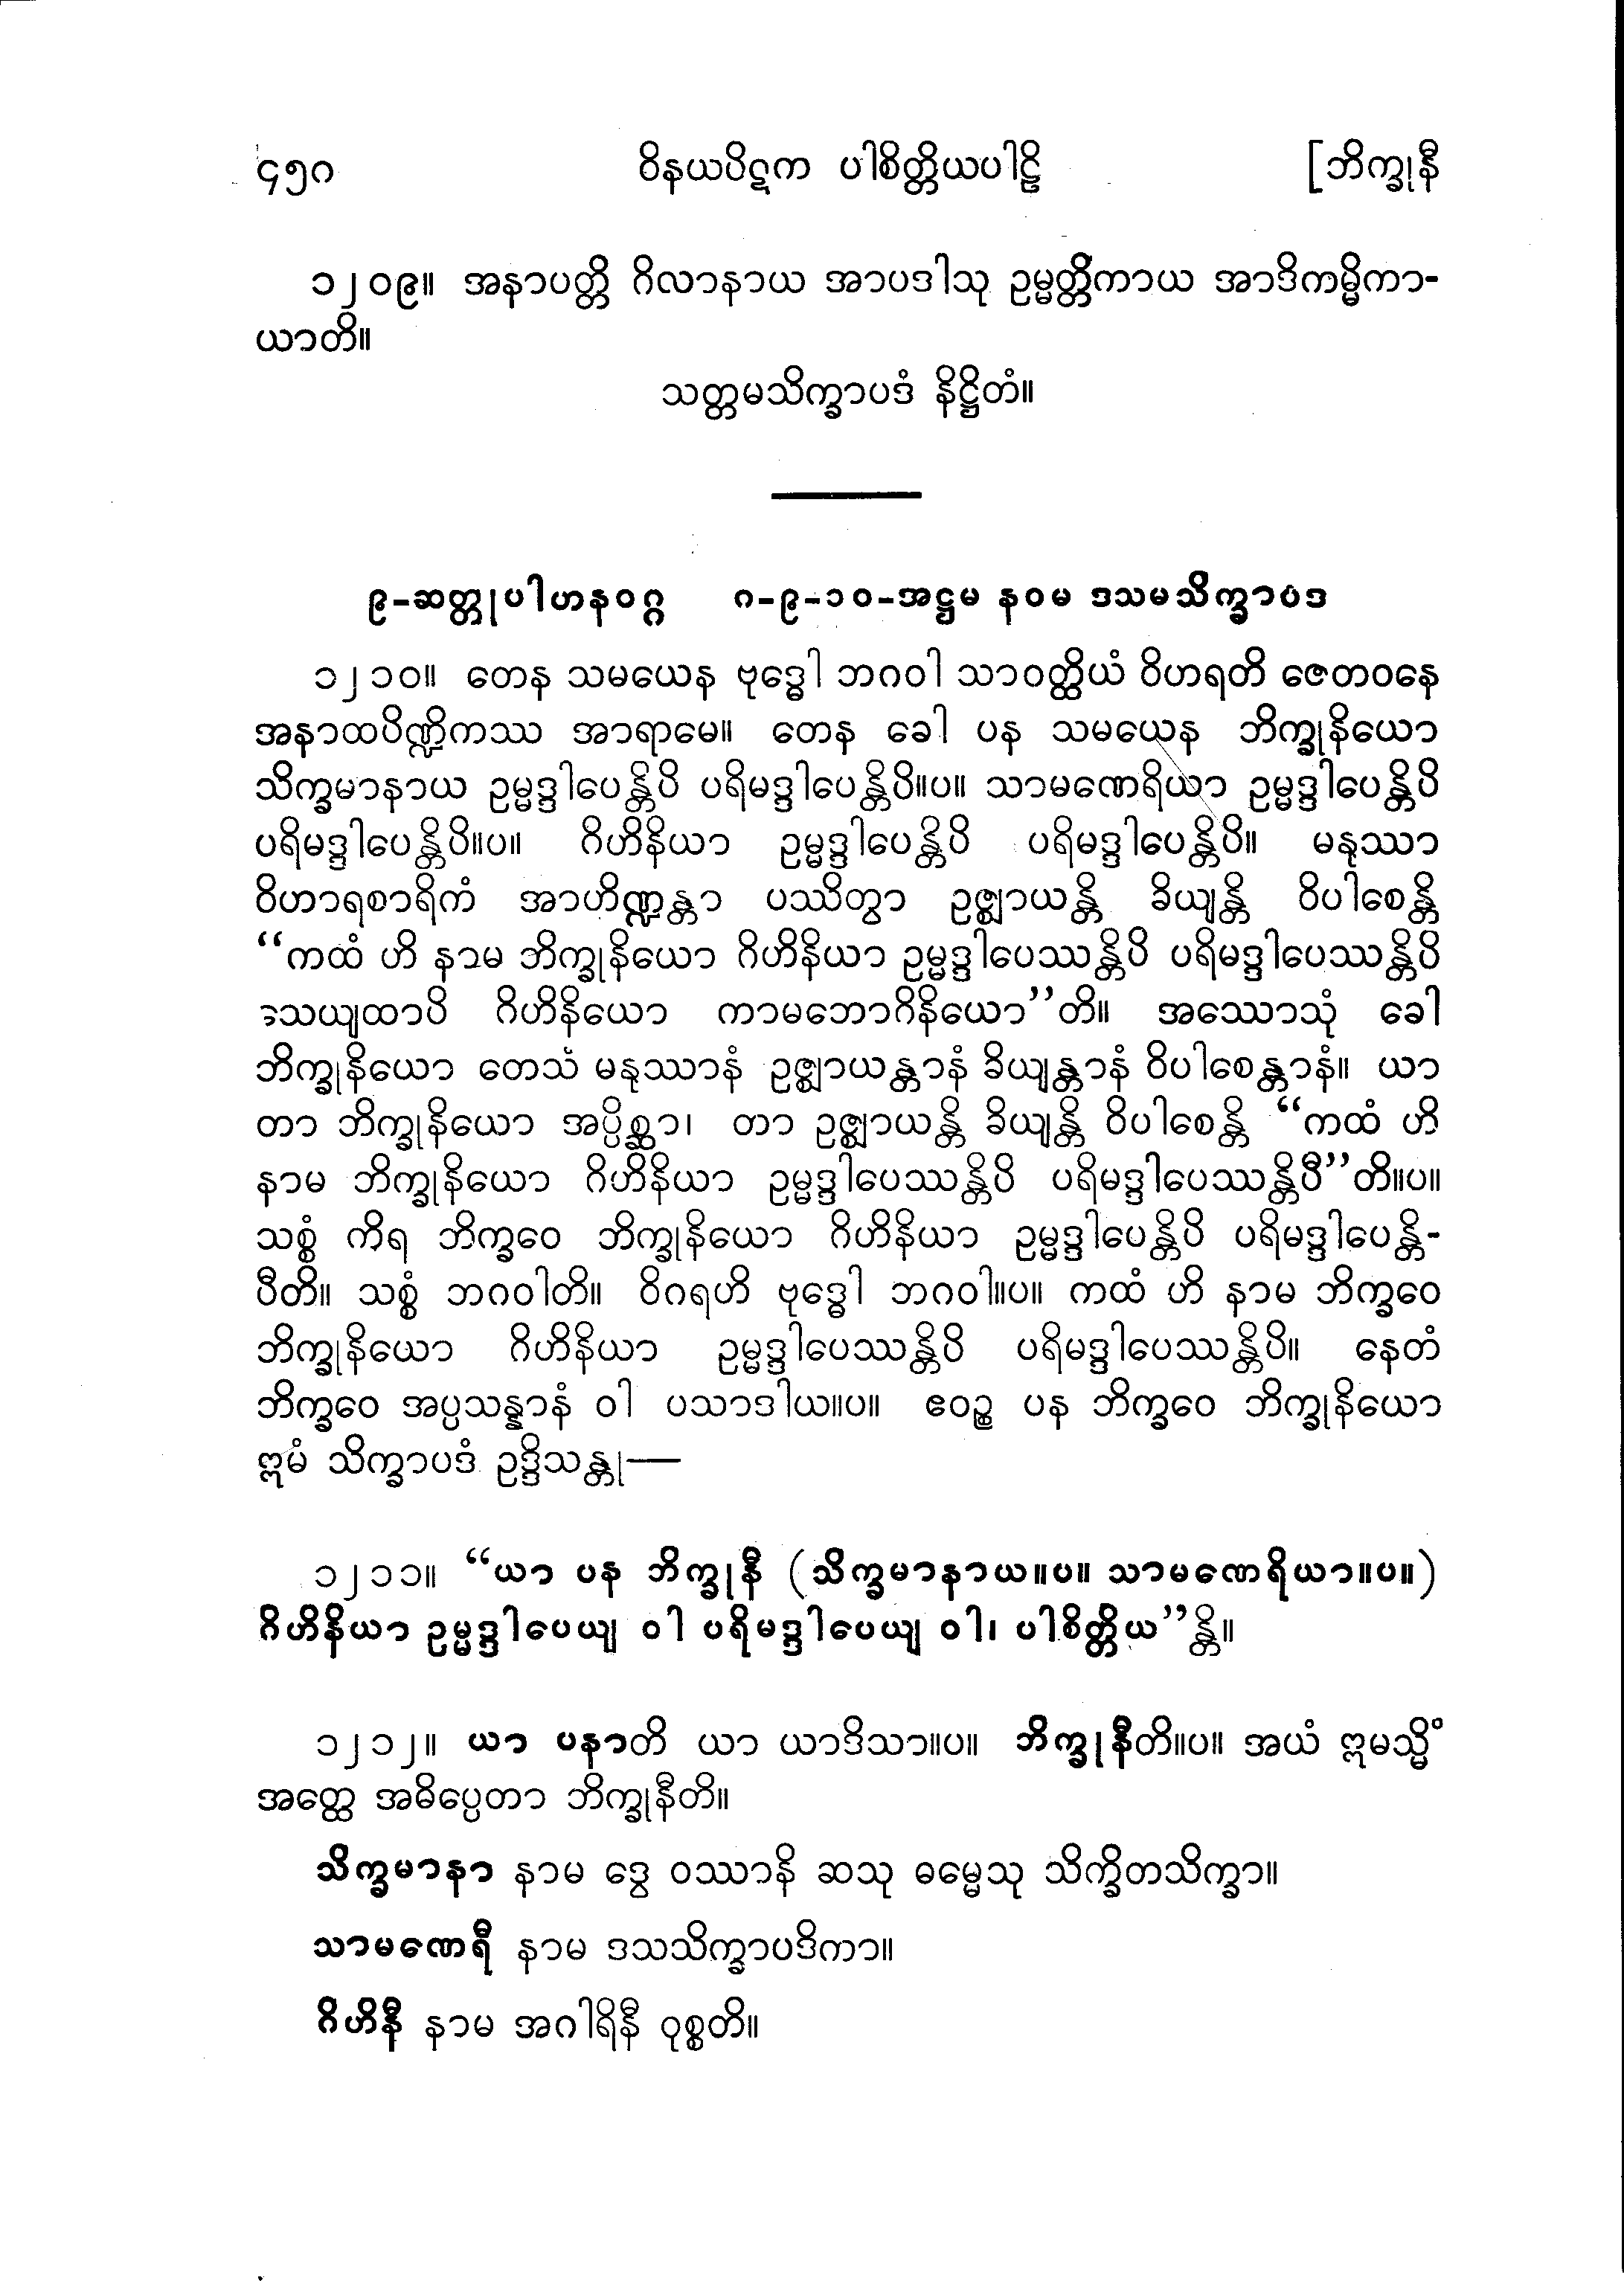 ၄၅၈ ဝိနယပိဋက ပါစိတ္တိယပါဠိ [ဘိက္ခုနီ
၁၂၀၉။ အနာပတ္တိ ဂိလာနာယ အာပဒါသု ဥမ္မတ္တိကာယ အာဒိကမ္မိကာ-
ယာတိ။
သတ္တမသိက္ခာပဒံ နိဋ္ဌိတံ။
၉-ဆတ္တုပါဟနဝဂ္ဂ ၈-၉-၁၀-အဋ္ဌမ နဝမ ဒသမသိက္ခာပဒ
၁၂၁၀။ တေန သမယေန ဗုဒ္ဓေါ ဘဂဝါ သာဝတ္ထိယံ ဝိဟရတိ ဇေတဝနေ
အနာထပိဏ္ဍိကဿ အာရာမေ။ တေန ခေါ ပန သမယေန ဘိက္ခုနိယော
သိက္ခမာနာယ ဥမ္မဒ္ဒါပေန္တိပိ ပရိမဒ္ဒါပေန္တိပိ။ပ။ သာမဏေရိယာ ဥမ္မဒ္ဒါပေန္တိပိ
ပရိမဒ္ဒါပေန္တိပိ။ပ။ ဂိဟိနိယာ ဥမ္မဒ္ဒါပေန္တိပိ ပရိမဒ္ဒါပေန္တိပိ။ မနုဿာ
ဝိဟာရစာရိကံ အာဟိဏ္ဍန္တာ ပဿိတွာ ဥဇ္ဈာယန္တိ ခိယျန္တိ ဝိပါစေန္တိ
“ကထံ ဟိ နာမ ဘိက္ခုနိယော ဂိဟိနိယာ ဥမ္မဒ္ဒါပေဿန္တိပိ ပရိမဒ္ဒါပေဿန္တိပိ
သေယျထာပိ ဂိဟိနိယော ကာမဘောဂိနိယော”တိ။ အဿောသုံ ခေါ
ဘိက္ခုနိယော တေသံ မနုဿာနံ ဥဇ္ဈာယန္တာနံ ခိယျန္တာနံ ဝိပါစေန္တာနံ။ ယာ
တာ ဘိက္ခုနိယော အပ္ပိစ္ဆာ၊ တာ ဥဇ္ဈာယန္တိ ခိယျန္တိ ဝိပါစေန္တိ “ကထံ ဟိ
နာမ ဘိက္ခုနိယော ဂိဟိနိယာ ဥမ္မဒ္ဒါပေဿန္တိပိ ပရိမဒ္ဒါပေဿန္တိပီ”တိ။ပ။
သစ္စံ ကိရ ဘိက္ခဝေ ဘိက္ခုနိယော ဂိဟိနိယာ ဥမ္မဒ္ဒါပေန္တိပိ ပရိမဒ္ဒါပေန္တိ-
ပီတိ။ သစ္စံ ဘဂဝါတိ။ ဝိဂရဟိ ဗုဒ္ဓေါ ဘဂဝါ။ပ။ ကထံ ဟိ နာမ ဘိက္ခဝေ
ဘိက္ခုနိယော ဂိဟိနိယာ ဥမ္မဒ္ဒါပေဿန္တိပိ ပရိမဒ္ဒါပေဿန္တိပိ။ နေတံ
ဘိက္ခဝေ အပ္ပသန္နာနံ ဝါ ပသာဒါယ။ပ။ ဧဝဉ္စ ပန ဘိက္ခဝေ ဘိက္ခုနိယော
ဣမံ သိက္ခာပဒံ ဥဒ္ဒိသန္တု—
၁၂၁၁။ “ယာ ပန ဘိက္ခုနီ (သိက္ခမာနာယ။ပ။ သာမဏေရိယာ။ပ။)
ဂိဟိနိယာ ဥမ္မဒ္ဒါပေယျ ဝါ ပရိမဒ္ဒါပေယျ ဝါ၊ ပါစိတ္တိယ”န္တိ။
၁၂၁၂။ ယာ ပနာတိ ယာ ယာဒိသာ။ပ။ ဘိက္ခုနီတိ။ပ။ အယံ ဣမသ္မိံ
အတ္ထေ အဓိပ္ပေတာ ဘိက္ခုနီတိ။
သိက္ခမာနာ နာမ ဒွေ ဝဿာနိ ဆသု ဓမ္မေသု သိက္ခိတသိက္ခာ။
သာမဏေရီ နာမ ဒသသိက္ခာပဒိကာ။
ဂိဟိနီ နာမ အဂါရိနီ ဝုစ္စတိ။